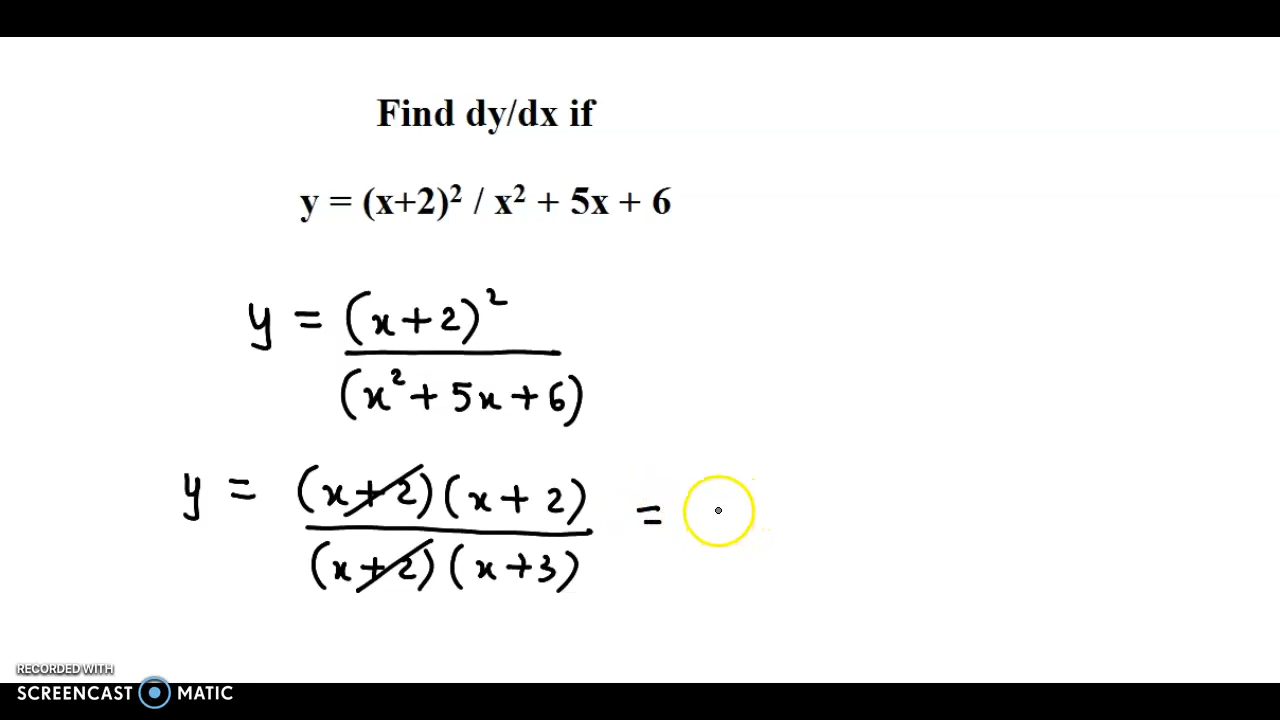 Find dy/dx if
y = (x+2)² / x² + 5x + 6
y = (x+2)²
(x² + 5x + 6)
y = (x+2)(x+2) =
(x+2)(x+3)
RECORDED WITH
SCREENCAST MATIC